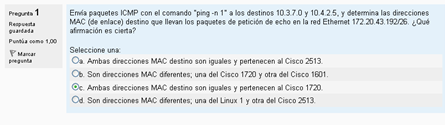 Pregunta 1
Respuesta
guardada
Puntúa como 1,00
Marcar
pregunta
Envía paquetes ICMP con el comando "ping -n 1" a los destinos 10.3.7.0 y 10.4.2.5, y determina las direcciones
MAC (de enlace) destino que llevan los paquetes de petición de echo en la red Ethernet 172.20.43.192/26. ¿Qué
afirmación es cierta?
Seleccione una:
a. Ambas direcciones MAC destino son iguales y pertenecen al Cisco 2513.
b. Son direcciones MAC diferentes; una del Cisco 1720 y otra del Cisco 1601.
c. Ambas direcciones MAC destino son iguales y pertenecen al Cisco 1720.
d. Son direcciones MAC diferentes; una del Linux 1 y otra del Cisco 2513.